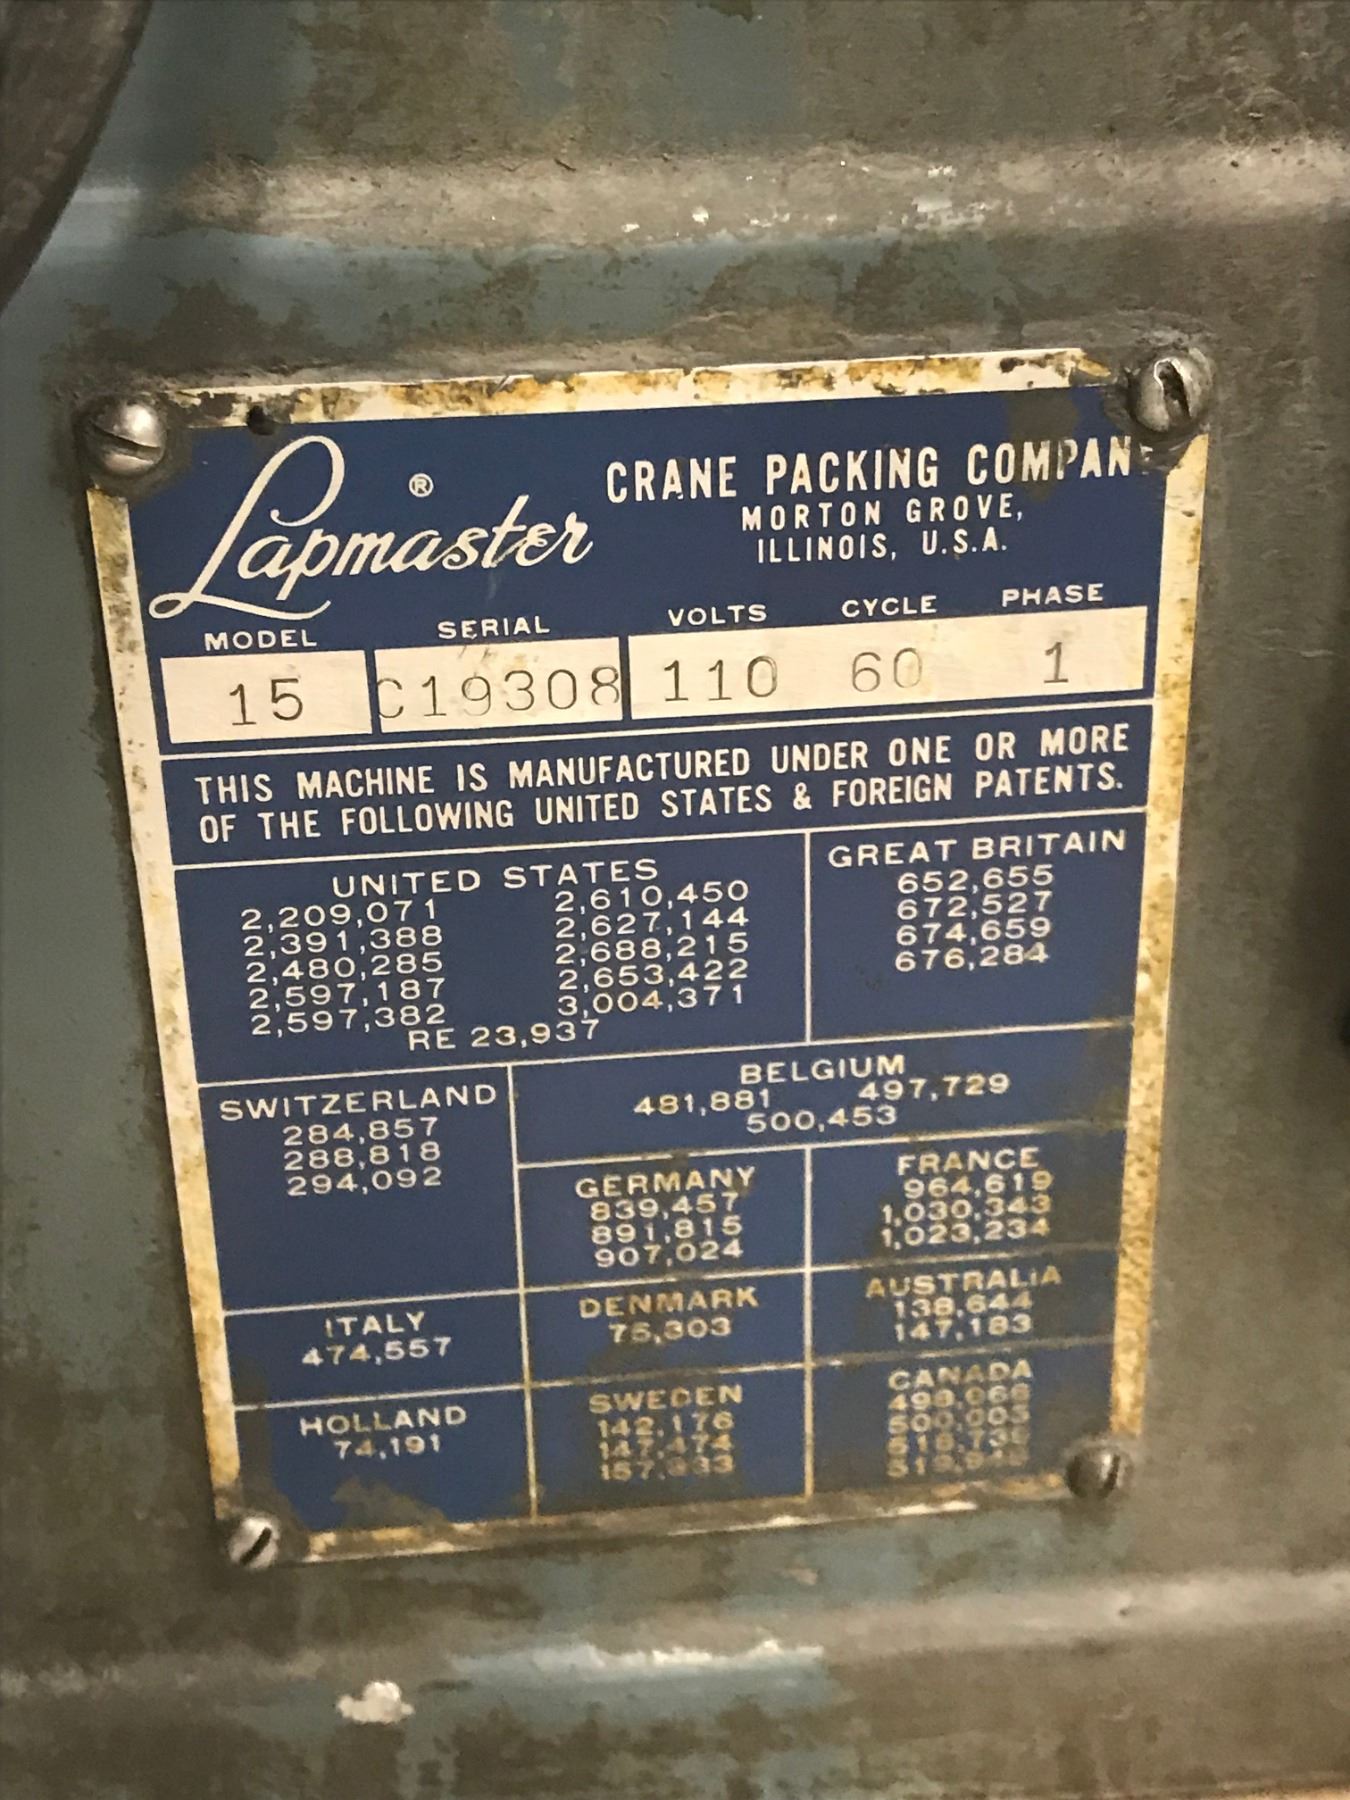 Lapmaster ®
CRANE PACKING COMPANY
MORTON GROVE,
ILLINOIS, U.S.A.
MODEL SERIAL VOLTS CYCLE PHASE
15 C19308 110 60 1
THIS MACHINE IS MANUFACTURED UNDER ONE OR MORE
OF THE FOLLOWING UNITED STATES & FOREIGN PATENTS.
UNITED STATES
2,209,071 2,610,450
2,391,388 2,627,144
2,480,285 2,688,215
2,597,187 2,653,422
2,597,382 3,004,371
RE 23,937
GREAT BRITAIN
652,655
672,527
674,659
676,284
SWITZERLAND
284,857
288,818
294,092
BELGIUM
481,881 497,729
500,453
GERMANY
839,457
891,815
907,024
FRANCE
964,619
1,030,343
1,023,234
ITALY
474,557
DENMARK
75,303
AUSTRALIA
138,644
147,183
HOLLAND
74,191
SWEDEN
142,176
147,474
CANADA